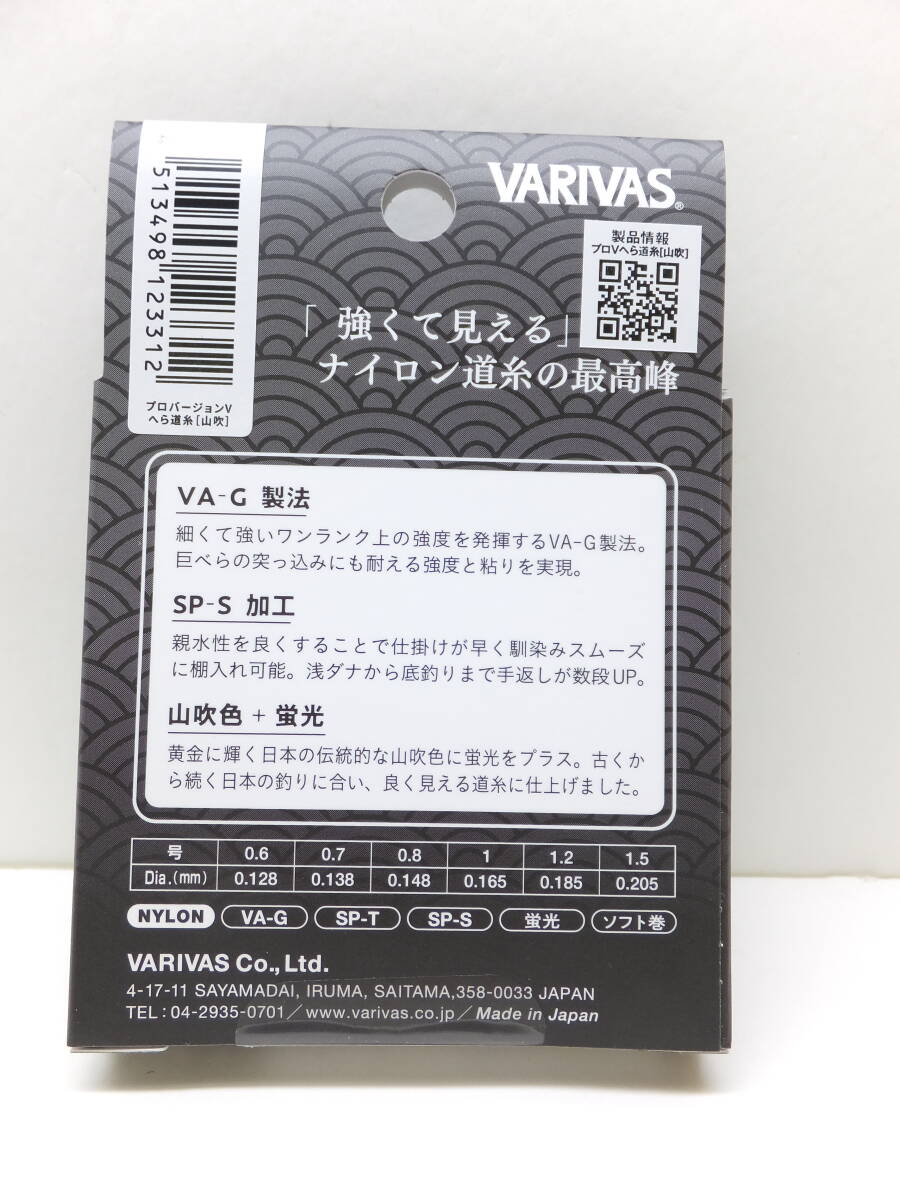 VARIVAS®
製品情報
プロVへら道糸[山吹]
513498123312
プロバージョンV
へら道糸[山吹]
「強くて見える」
ナイロン道糸の最高峰
VA-G 製法
細くて強いワンランク上の強度を発揮するVA-G製法。
巨べらの突っ込みにも耐える強度と粘りを実現。
SP-S 加工
親水性を良くすることで仕掛けが早く馴染みスムーズ
に棚入れ可能。浅ダナから底釣りまで手返しが数段UP。
山吹色 + 蛍光
黄金に輝く日本の伝統的な山吹色に蛍光をプラス。古くか
ら続く日本の釣りに合い、良く見える道糸に仕上げました。
号 0.6 0.7 0.8 1 1.2 1.5
Dia.(mm) 0.128 0.138 0.148 0.165 0.185 0.205
NYLON VA-G SP-T SP-S 蛍光 ソフト巻
VARIVAS Co.,Ltd.
4-17-11 SAYAMADAI, IRUMA, SAITAMA,358-0033 JAPAN
TEL:04-2935-0701/www.varivas.co.jp/Made in Japan